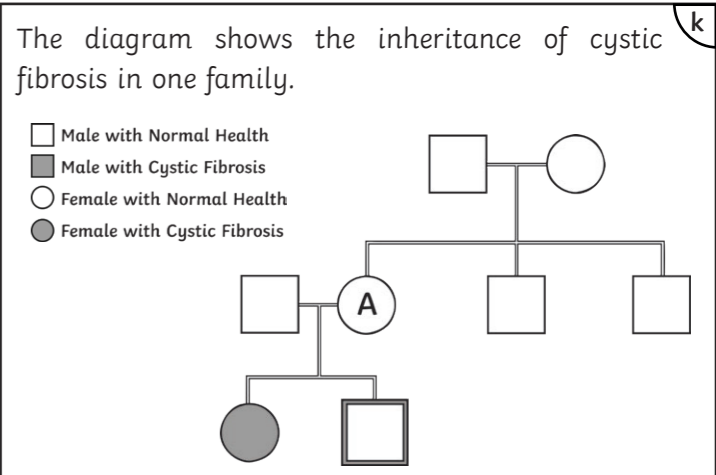 k
The diagram shows the inheritance of cystic
fibrosis in one family.
Male with Normal Health
Male with Cystic Fibrosis
Female with Normal Health
Female with Cystic Fibrosis
A